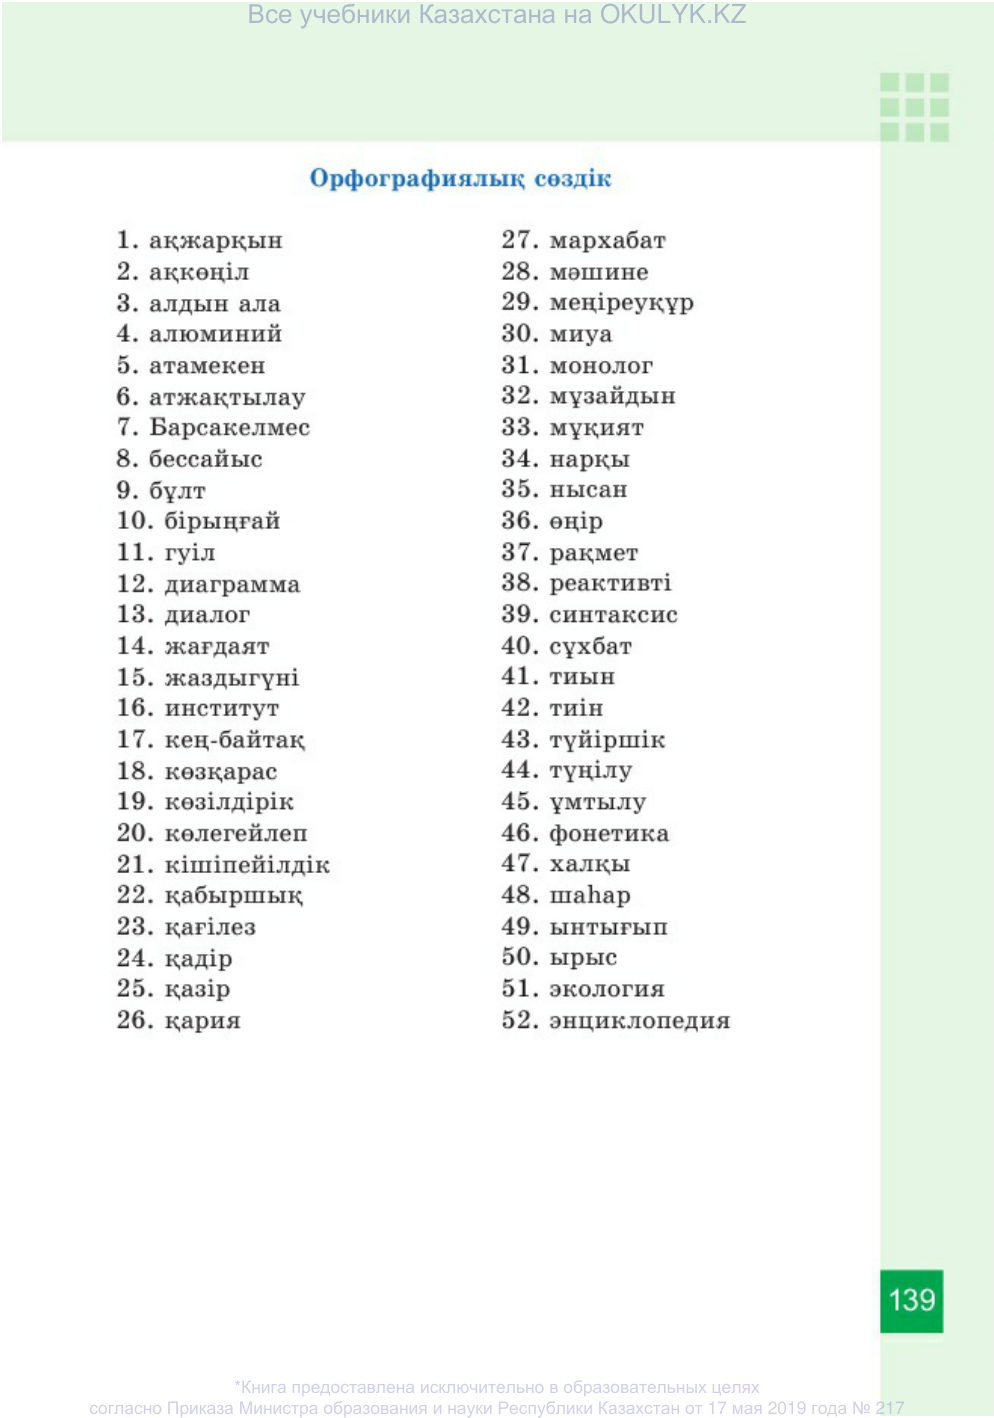 Все учебники Казахстана на OKULYK.KZ
Орфографиялық сөздік
1. ақжарқын
2. ақкөңіл
3. алдын ала
4. алюминий
5. атамекен
6. атжақтылау
7. Барсакелмес
8. бессайыс
9. бұлт
10. бірыңғай
11. гуіл
12. диаграмма
13. диалог
14. жағдаят
15. жаздыгүні
16. институт
17. кең-байтақ
18. көзқарас
19. көзілдірік
20. көлегейлеп
21. кішіпейілдік
22. қабыршық
23. қағілез
24. қадір
25. қазір
26. қария
27. мархабат
28. мәшине
29. меңіреуқұр
30. миуа
31. монолог
32. мұзайдын
33. мұқият
34. нарқы
35. нысан
36. өңір
37. рақмет
38. реактивті
39. синтаксис
40. сұхбат
41. тиын
42. тиін
43. түйіршік
44. түңілу
45. ұмтылу
46. фонетика
47. халқы
48. шаһар
49. ынтығып
50. ырыс
51. экология
52. энциклопедия
139
*Книга предоставлена исключительно в образовательных целях
согласно Приказа Министра образования и науки Республики Казахстан от 17 мая 2019 года № 217